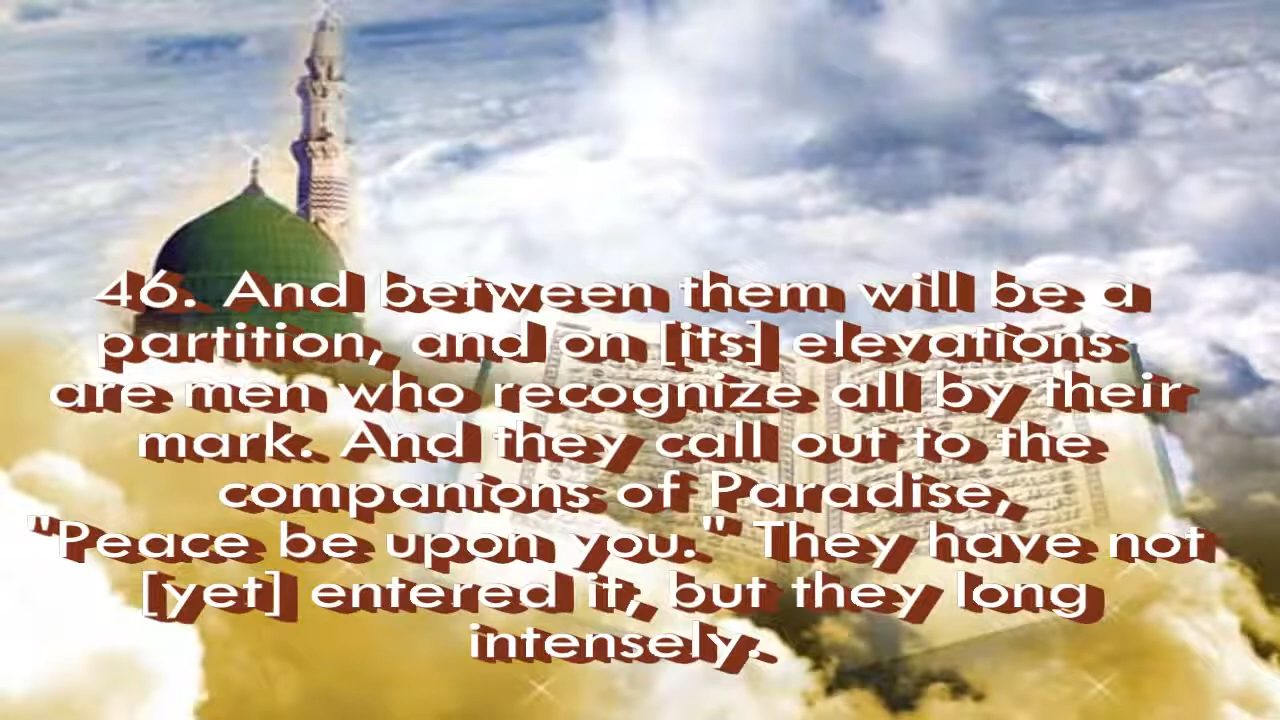 46. And between them will be a
partition, and on [its] elevations
are men who recognize all by their
mark. And they call out to the
companions of Paradise,
"Peace be upon you." They have not
[yet] entered it, but they long
intensely.